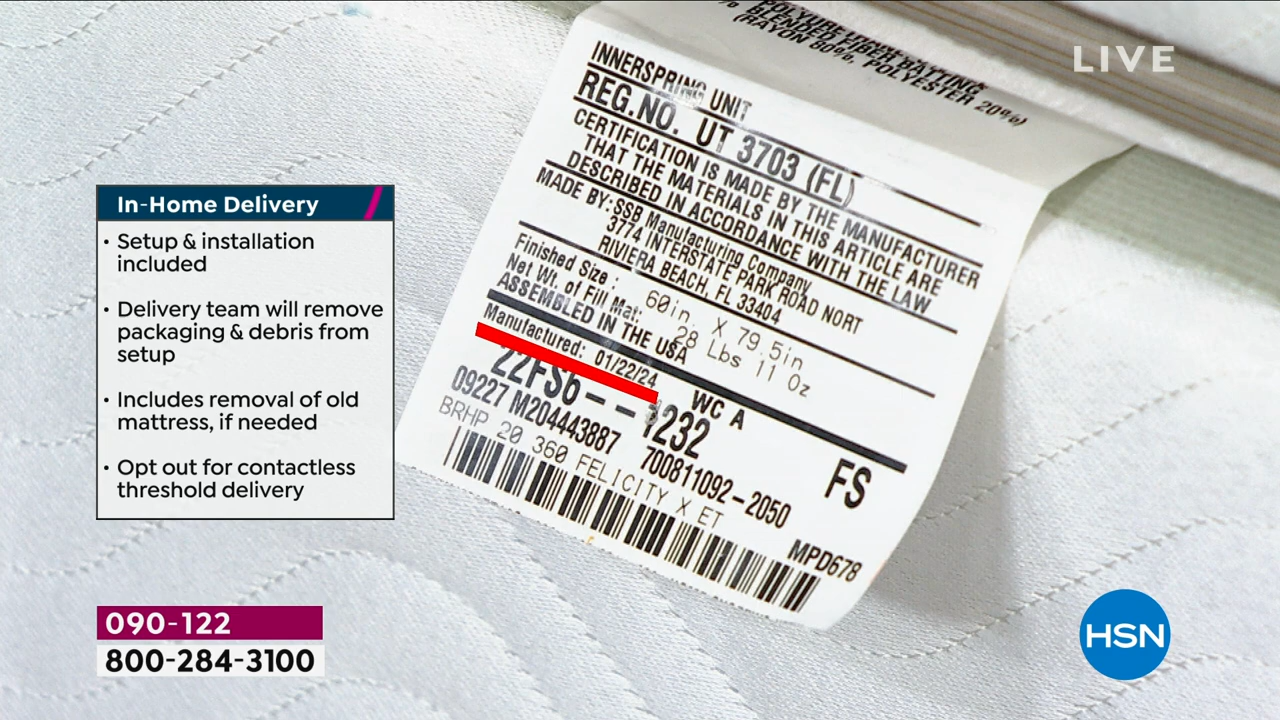 POLYURETHANE
% BLENDED FIBER BATTING
(RAYON 80%, POLYESTER 20%)
LIVE
INNERSPRING UNIT
REG.NO. UT 3703 (FL)
CERTIFICATION IS MADE BY THE MANUFACTURER
THAT THE MATERIALS IN THIS ARTICLE ARE
DESCRIBED IN ACCORDANCE WITH THE LAW
MADE BY:SSB Manufacturing Company
3774 INTERSTATE PARK ROAD NORT
RIVIERA BEACH, FL 33404
Finished Size : 60in X 79.5in
Net Wt. of Fill Mat: 28 Lbs 11 Oz
ASSEMBLED IN THE USA
Manufactured: 01/22/24
WC A
22FS6--1232
FS
09227 M204443887 700811092-2050
BRHP 20 360 FELICITY X ET
MPD678
In-Home Delivery
• Setup & installation
included
• Delivery team will remove
packaging & debris from
setup
• Includes removal of old
mattress, if needed
• Opt out for contactless
threshold delivery
090-122
800-284-3100
HSN